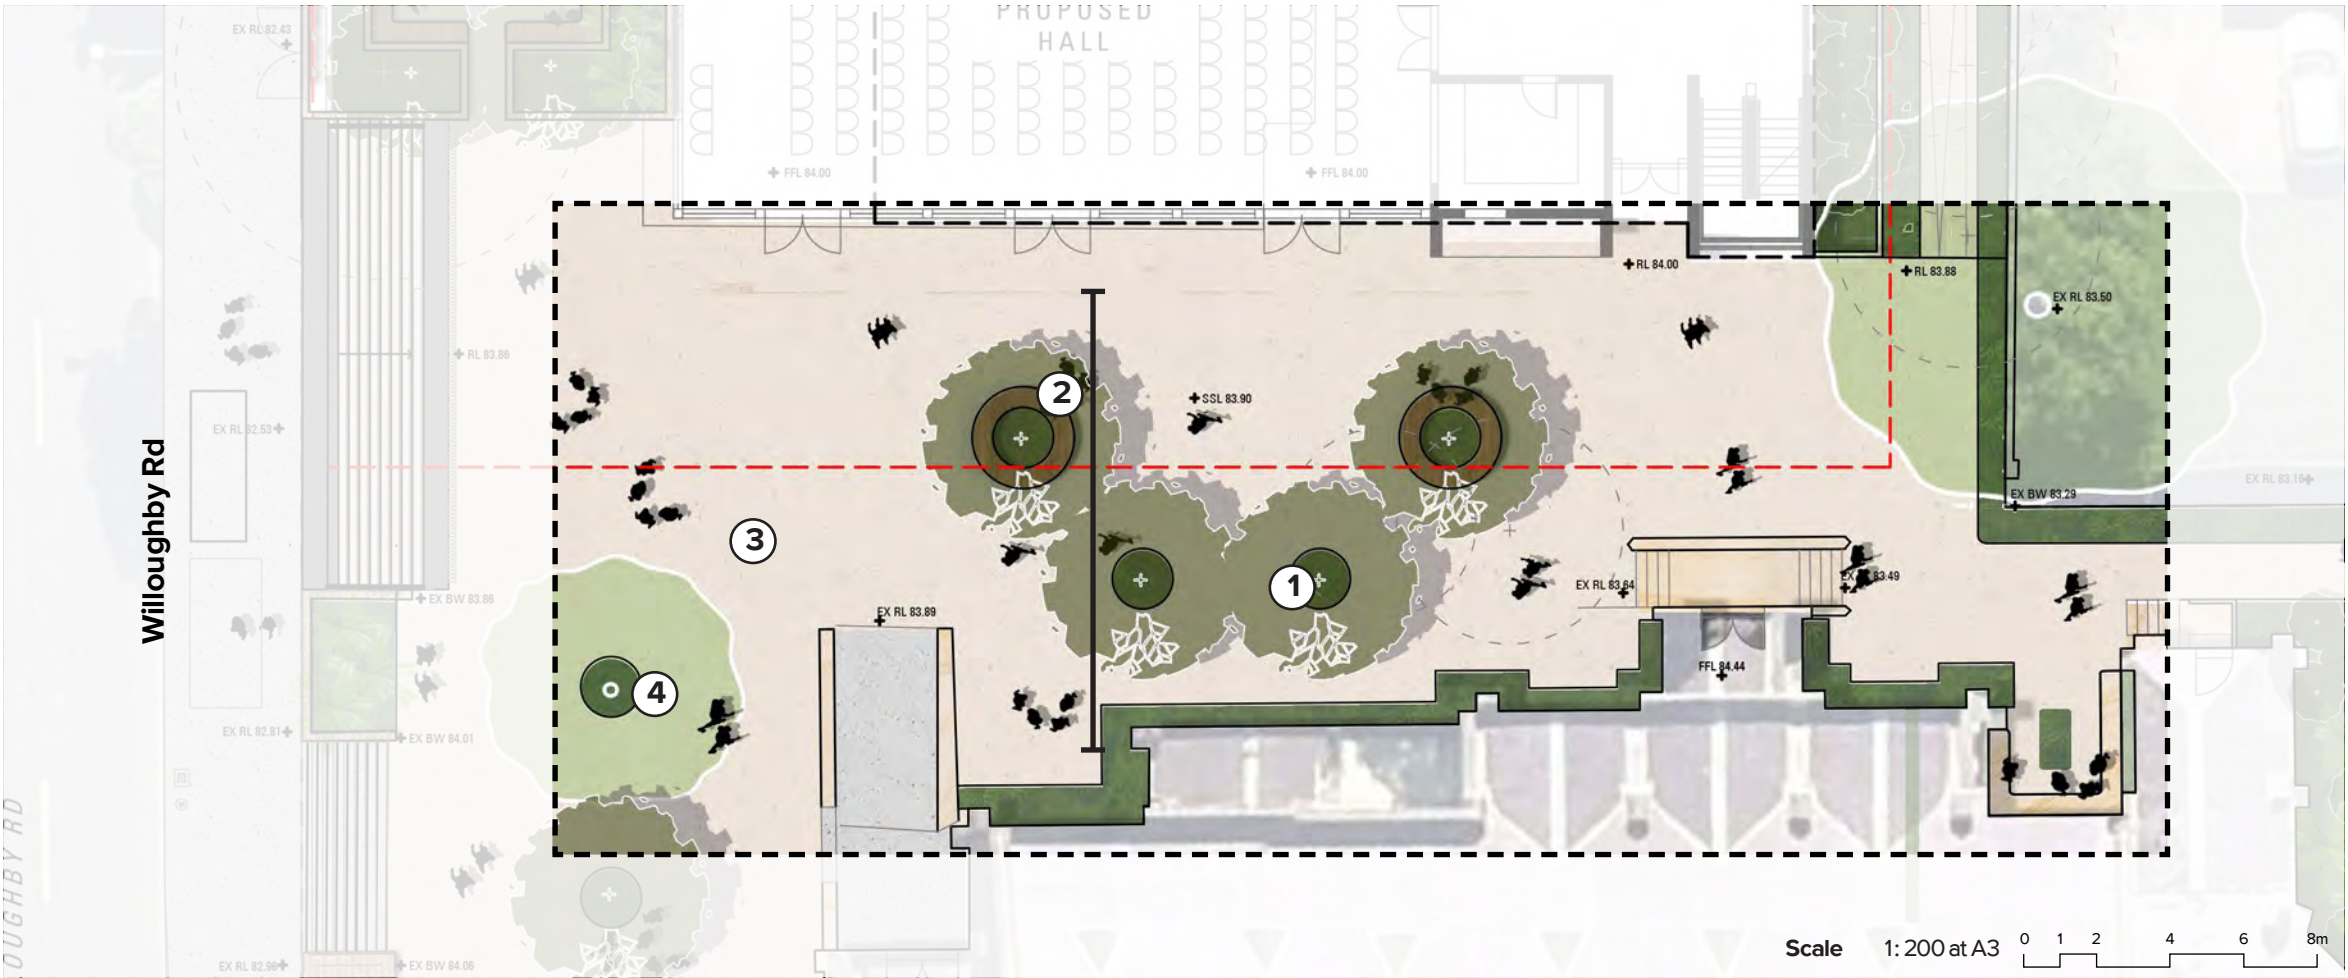 PROPOSED
HALL
EX RL 82.43
FFL 84.00
FFL 84.00
RL 84.00
RL 83.88
EX RL 83.50
RL 83.86
2
SSL 83.90
EX RL 82.53
Willoughby Rd
EX RL 83.16
EX BW 83.29
3
1
EX RL 83.64
EX 83.49
EX BW 83.86
EX RL 83.89
FFL 84.44
4
EX RL 82.81
EX BW 84.01
OUGHBY RD
EX RL 82.96
EX BW 84.06
Scale 1: 200 at A3
0 1 2 4 6 8m